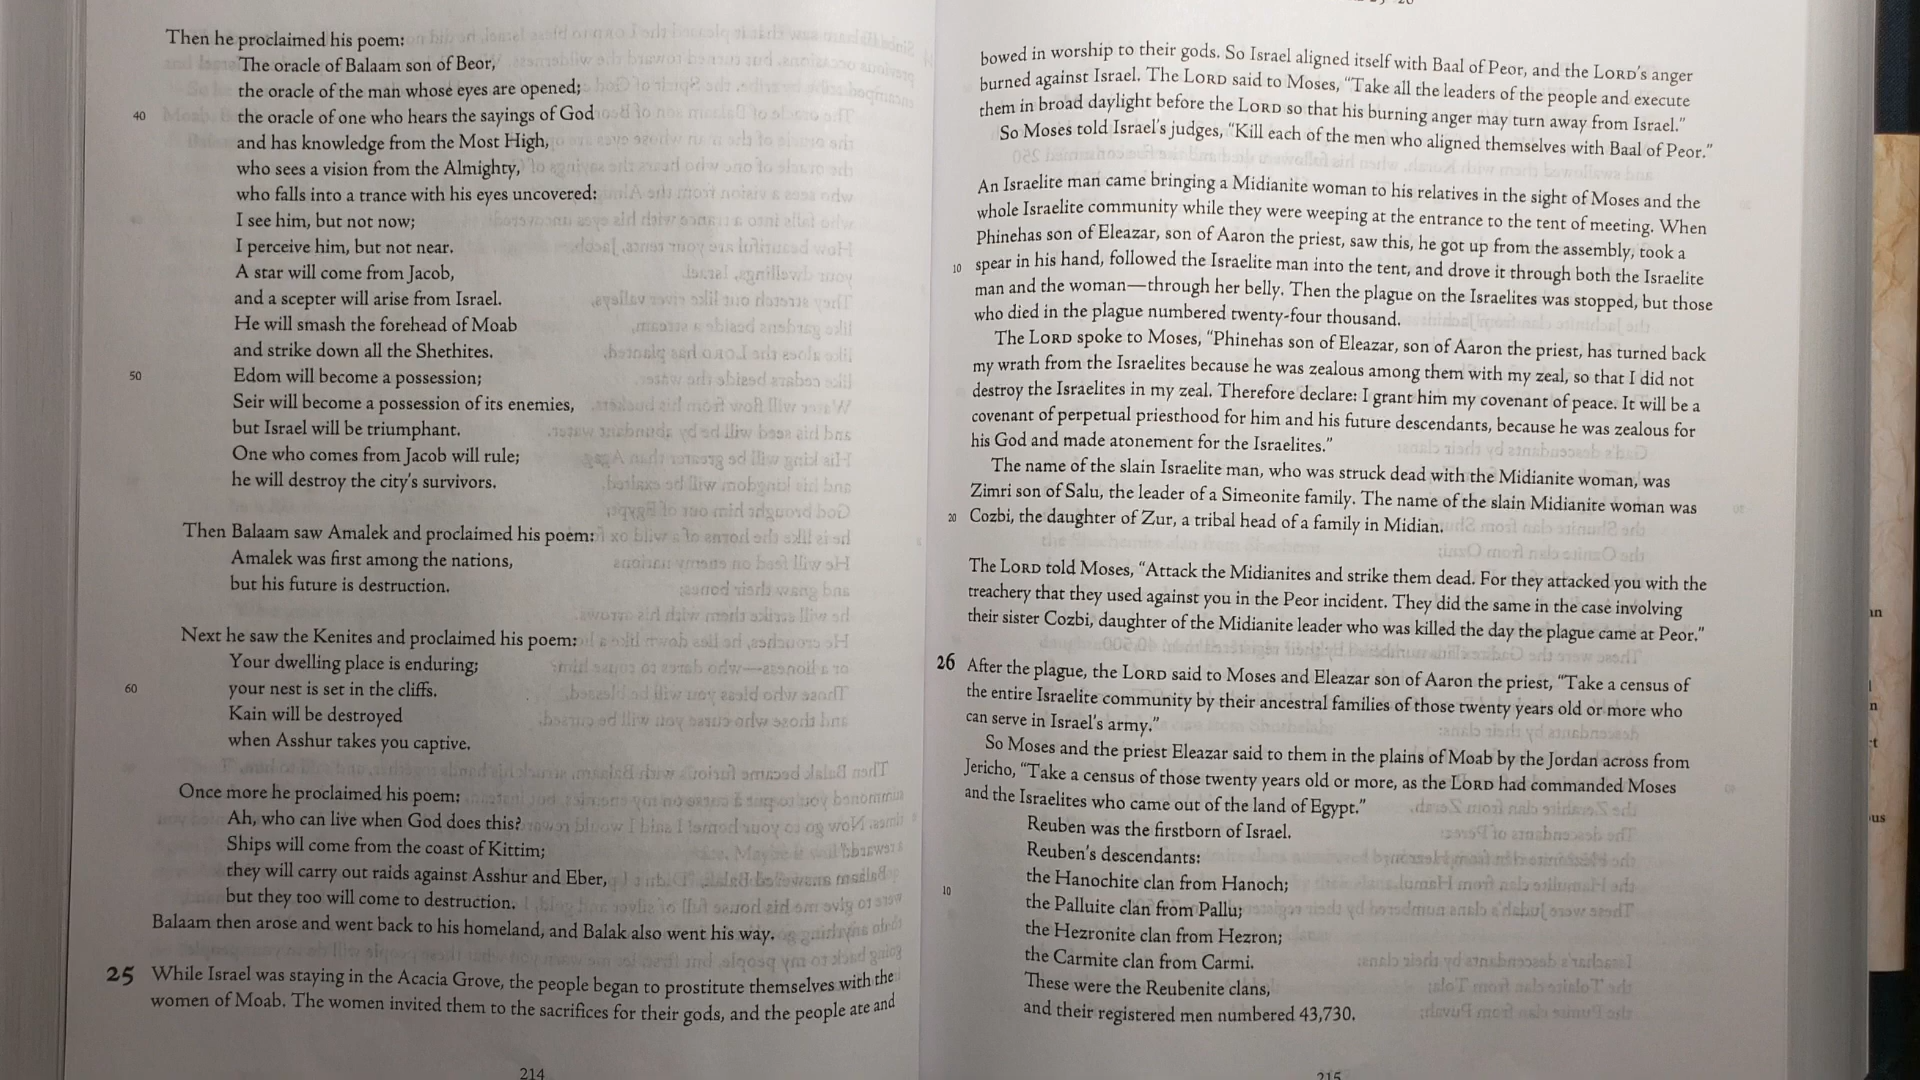 Then he proclaimed his poem:
The oracle of Balaam son of Beor,
the oracle of the man whose eyes are opened;
40 the oracle of one who hears the sayings of God
and has knowledge from the Most High,
who sees a vision from the Almighty,
who falls into a trance with his eyes uncovered:
I see him, but not now;
I perceive him, but not near.
A star will come from Jacob,
and a scepter will arise from Israel.
He will smash the forehead of Moab
and strike down all the Shethites.
50 Edom will become a possession;
Seir will become a possession of its enemies,
but Israel will be triumphant.
One who comes from Jacob will rule;
he will destroy the city's survivors.
Then Balaam saw Amalek and proclaimed his poem:
Amalek was first among the nations,
but his future is destruction.
Next he saw the Kenites and proclaimed his poem:
Your dwelling place is enduring;
60 your nest is set in the cliffs.
Kain will be destroyed
when Asshur takes you captive.
Once more he proclaimed his poem:
Ah, who can live when God does this?
Ships will come from the coast of Kittim;
they will carry out raids against Asshur and Eber,
but they too will come to destruction.
Balaam then arose and went back to his homeland, and Balak also went his way.
25 While Israel was staying in the Acacia Grove, the people began to prostitute themselves with the
women of Moab. The women invited them to the sacrifices for their gods, and the people ate and
214
bowed in worship to their gods. So Israel aligned itself with Baal of Peor, and the LORD's anger
burned against Israel. The LORD said to Moses, “Take all the leaders of the people and execute
them in broad daylight before the LORD so that his burning anger may turn away from Israel.”
So Moses told Israel's judges, “Kill each of the men who aligned themselves with Baal of Peor.”
An Israelite man came bringing a Midianite woman to his relatives in the sight of Moses and the
whole Israelite community while they were weeping at the entrance to the tent of meeting. When
Phinehas son of Eleazar, son of Aaron the priest, saw this, he got up from the assembly, took a
10 spear in his hand, followed the Israelite man into the tent, and drove it through both the Israelite
man and the woman—through her belly. Then the plague on the Israelites was stopped, but those
who died in the plague numbered twenty-four thousand.
The LORD spoke to Moses, “Phinehas son of Eleazar, son of Aaron the priest, has turned back
my wrath from the Israelites because he was zealous among them with my zeal, so that I did not
destroy the Israelites in my zeal. Therefore declare: I grant him my covenant of peace. It will be a
covenant of perpetual priesthood for him and his future descendants, because he was zealous for
his God and made atonement for the Israelites.”
The name of the slain Israelite man, who was struck dead with the Midianite woman, was
Zimri son of Salu, the leader of a Simeonite family. The name of the slain Midianite woman was
20 Cozbi, the daughter of Zur, a tribal head of a family in Midian.
The LORD told Moses, “Attack the Midianites and strike them dead. For they attacked you with the
treachery that they used against you in the Peor incident. They did the same in the case involving
their sister Cozbi, daughter of the Midianite leader who was killed the day the plague came at Peor.”
26 After the plague, the LORD said to Moses and Eleazar son of Aaron the priest, “Take a census of
the entire Israelite community by their ancestral families of those twenty years old or more who
can serve in Israel's army.”
So Moses and the priest Eleazar said to them in the plains of Moab by the Jordan across from
Jericho, “Take a census of those twenty years old or more, as the LORD had commanded Moses
and the Israelites who came out of the land of Egypt.”
Reuben was the firstborn of Israel.
Reuben's descendants:
10 the Hanochite clan from Hanoch;
the Palluite clan from Pallu;
the Hezronite clan from Hezron;
the Carmite clan from Carmi.
These were the Reubenite clans,
and their registered men numbered 43,730.
215